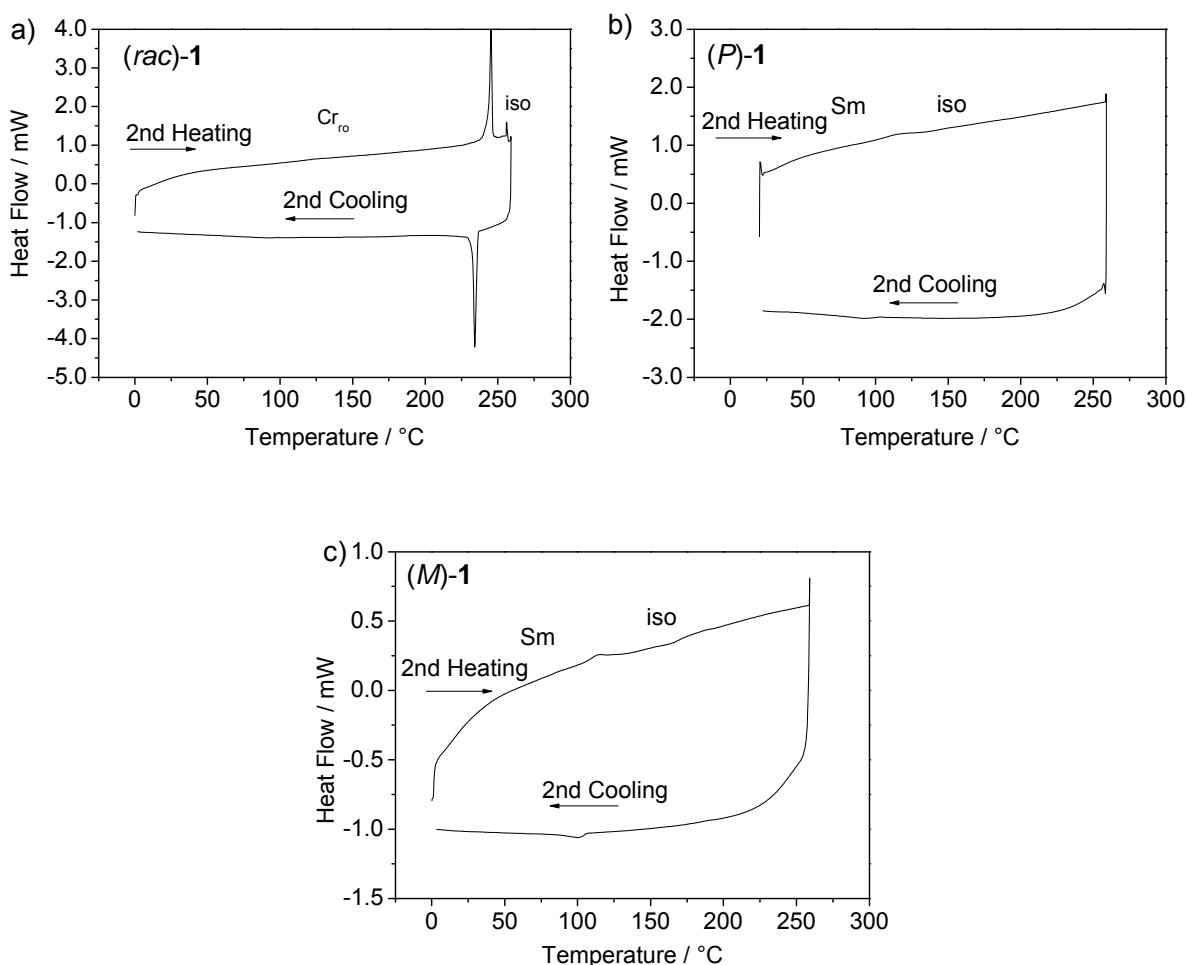 a)
(rac)-1
4.0
3.0
2.0
1.0
0.0
-1.0
-2.0
-3.0
-4.0
-5.0
Heat Flow / mW
2nd Heating
Cr_ro
iso
2nd Cooling
0 50 100 150 200 250 300
Temperature / °C
b)
(P)-1
3.0
2.0
1.0
0.0
-1.0
-2.0
-3.0
Heat Flow / mW
2nd Heating
Sm
iso
2nd Cooling
0 50 100 150 200 250 300
Temperature / °C
c)
(M)-1
1.0
0.5
0.0
-0.5
-1.0
-1.5
Heat Flow / mW
2nd Heating
Sm
iso
2nd Cooling
0 50 100 150 200 250 300
Temperature / °C